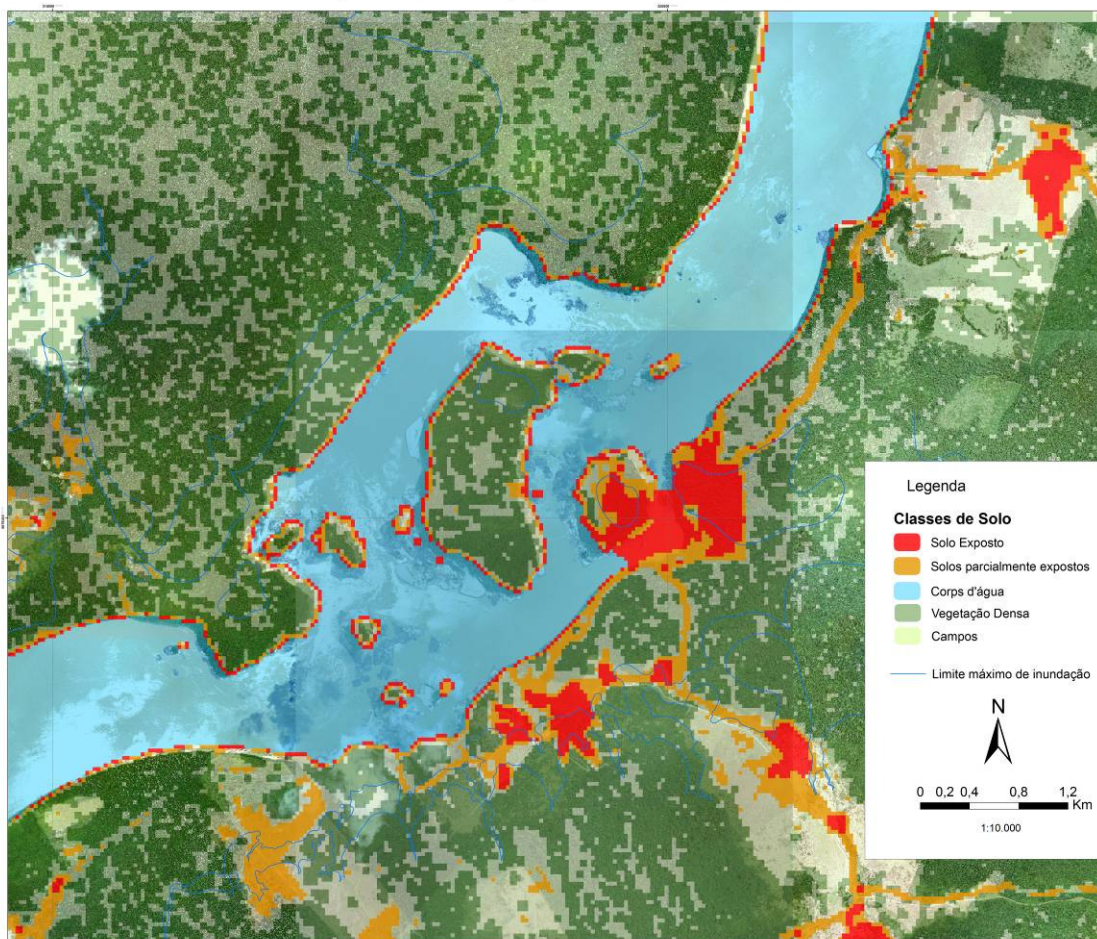 Legenda
Classes de Solo
Solo Exposto
Solos parcialmente expostos
Corps d'água
Vegetação Densa
Campos
Limite máximo de inundação
N
0 0,2 0,4 0,8 1,2
Km
1:10.000